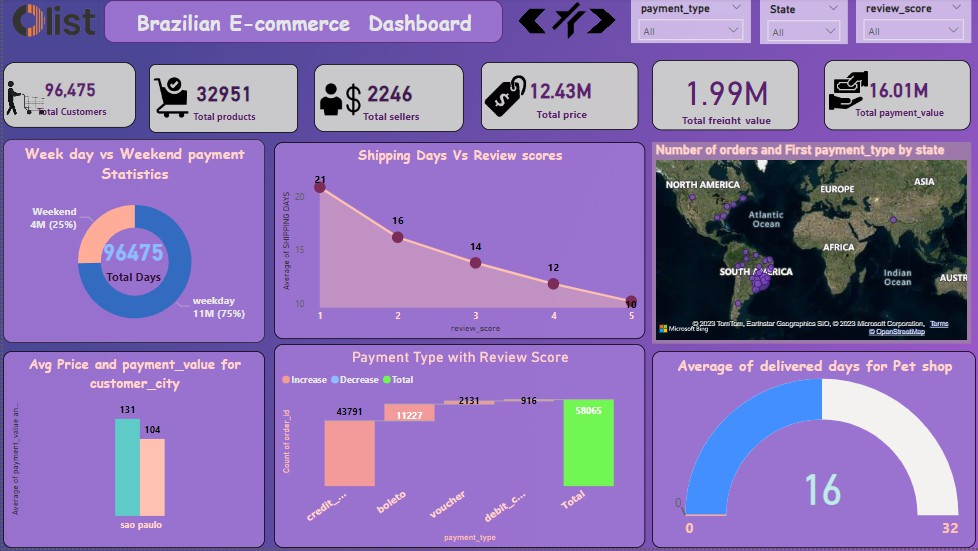 Olist
Brazilian E-commerce Dashboard
payment_type
All
State
All
review_score
All
96,475
Total Customers
32951
Total products
2246
Total sellers
12.43M
Total price
1.99M
Total freight_value
16.01M
Total payment_value
Week day vs Weekend payment
Statistics
Weekend
4M (25%)
96475
Total Days
weekday
11M (75%)
Shipping Days Vs Review scores
Average of SHIPPING DAYS
20
15
10
21
16
14
12
10
1 2 3 4 5
review_score
Number of orders and First payment_type by state
NORTH AMERICA
EUROPE
ASIA
Atlantic
Ocean
AFRICA
SOUTH AMERICA
Indian
Ocean
AUSTR
© 2023 TomTom, Earthstar Geographics SIO, © 2023 Microsoft Corporation, Terms
Microsoft Bing
© OpenStreetMap
Avg Price and payment_value for
customer_city
Average of payment_value an...
131
104
sao paulo
Payment Type with Review Score
Increase Decrease Total
Count of order_id
43791
11227
2131
916
58065
credit_...
boleto
voucher
debit_c...
Total
payment_type
Average of delivered days for Pet shop
0
16
0
32